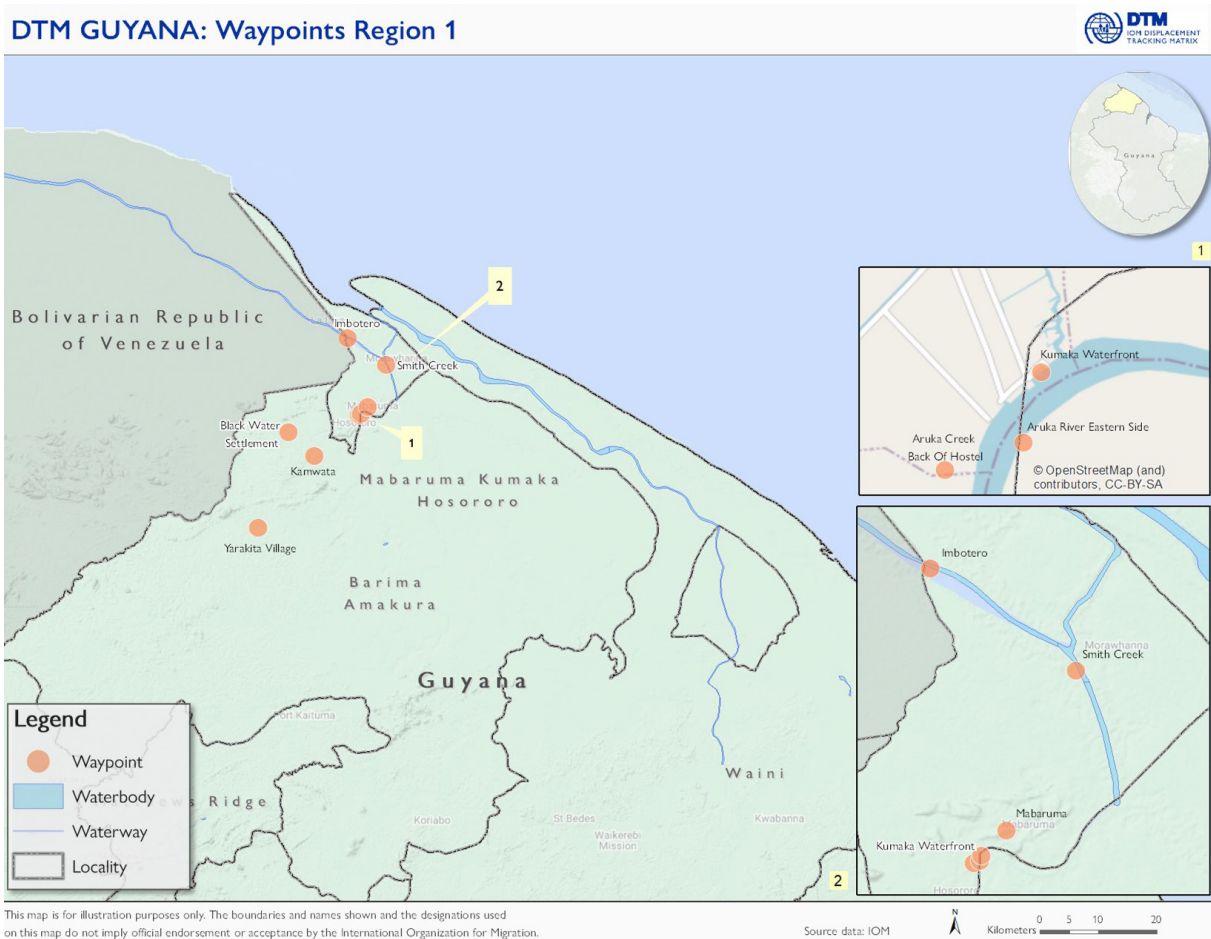 DTM GUYANA: Waypoints Region 1
DTM
IOM DISPLACEMENT
TRACKING MATRIX
Guyana
1
Bolivarian Republic
of Venezuela
2
Imbotero
Smith Creek
Mabaruma
Hosororo
1
Black Water
Settlement
Kamwata
Mabaruma Kumaka
Hosororo
Yarakita Village
Barima
Amakura
Guyana
Port Kaituma
Waini
Koriabo
St Bedes
Waikerebi
Mission
Kwabanna
Kumaka Waterfront
Aruka River Eastern Side
Aruka Creek
Back Of Hostel
© OpenStreetMap (and)
contributors, CC-BY-SA
Imbotero
Morawhanna
Smith Creek
Mabaruma
Mabaruma
Kumaka Waterfront
Hosororo
2
Legend
Waypoint
Waterbody
Waterway
Locality
Ridge
This map is for illustration purposes only. The boundaries and names shown and the designations used
on this map do not imply official endorsement or acceptance by the International Organization for Migration.
Source data: IOM
N
Kilometers
0 5 10 20